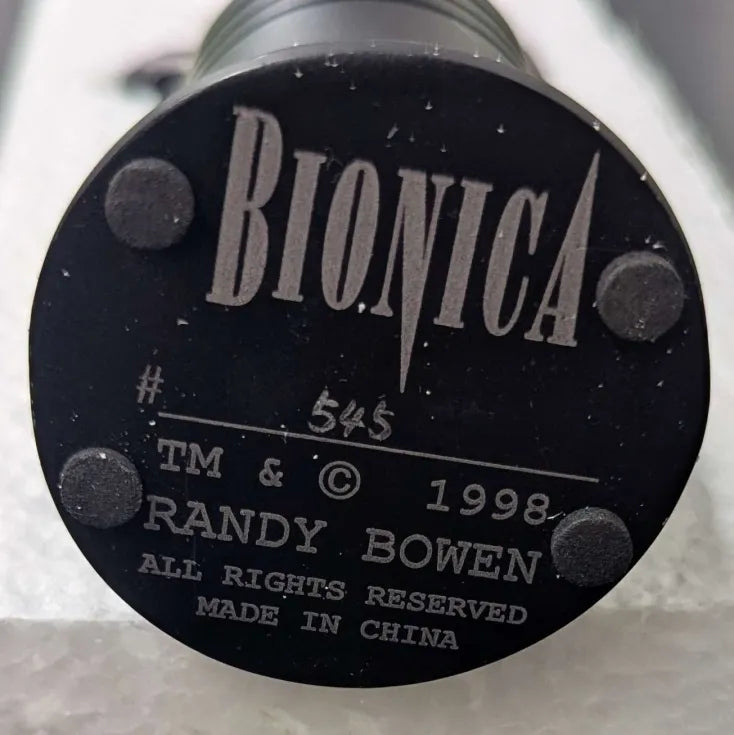 BIONICA
# 545
TM & © 1998
RANDY BOWEN
ALL RIGHTS RESERVED
MADE IN CHINA